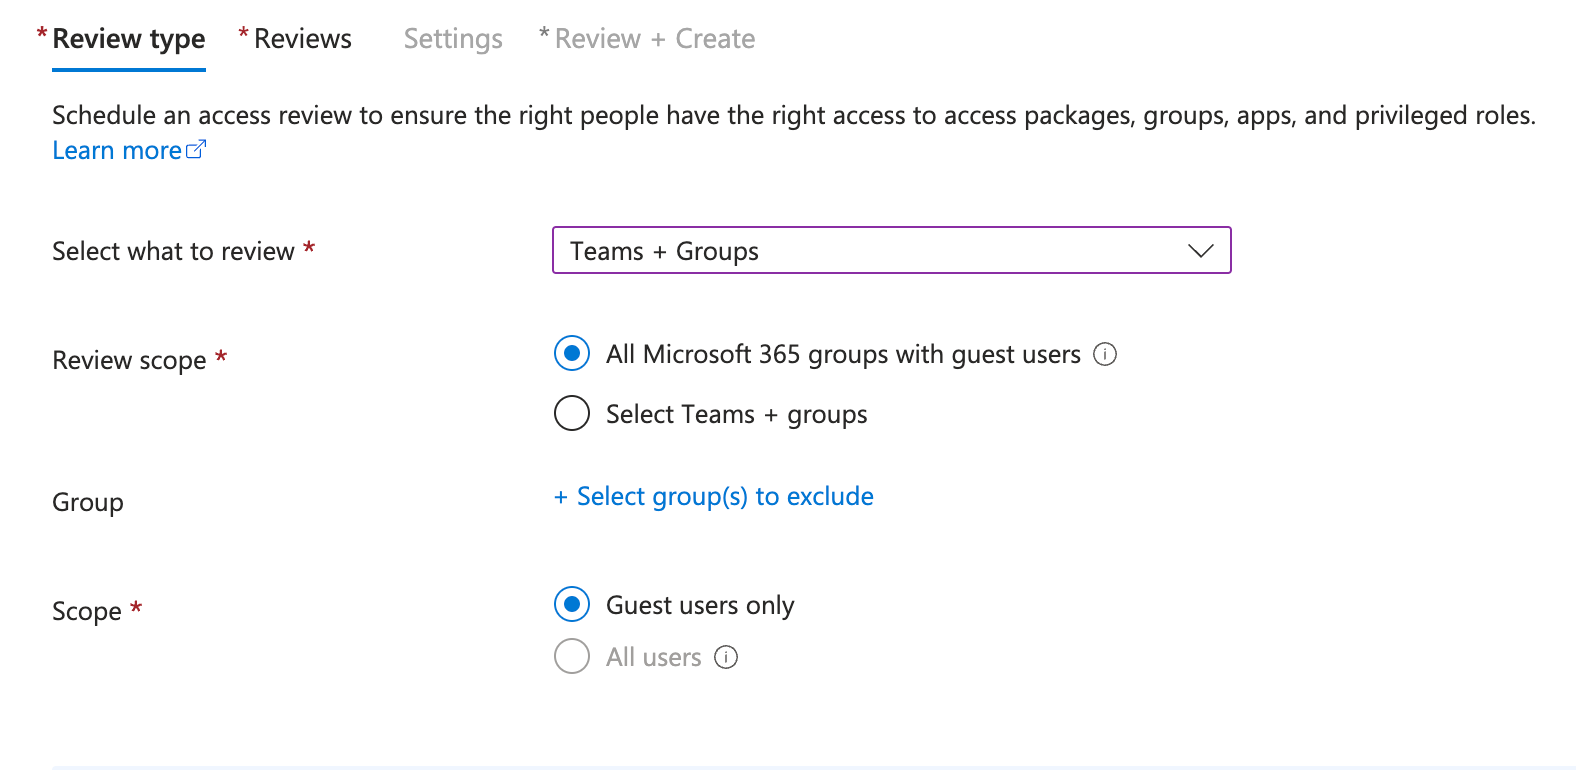 * Review type * Reviews Settings * Review + Create
Schedule an access review to ensure the right people have the right access to access packages, groups, apps, and privileged roles.
Learn more
Select what to review * Teams + Groups
Review scope * All Microsoft 365 groups with guest users
Select Teams + groups
Group + Select group(s) to exclude
Scope * Guest users only
All users